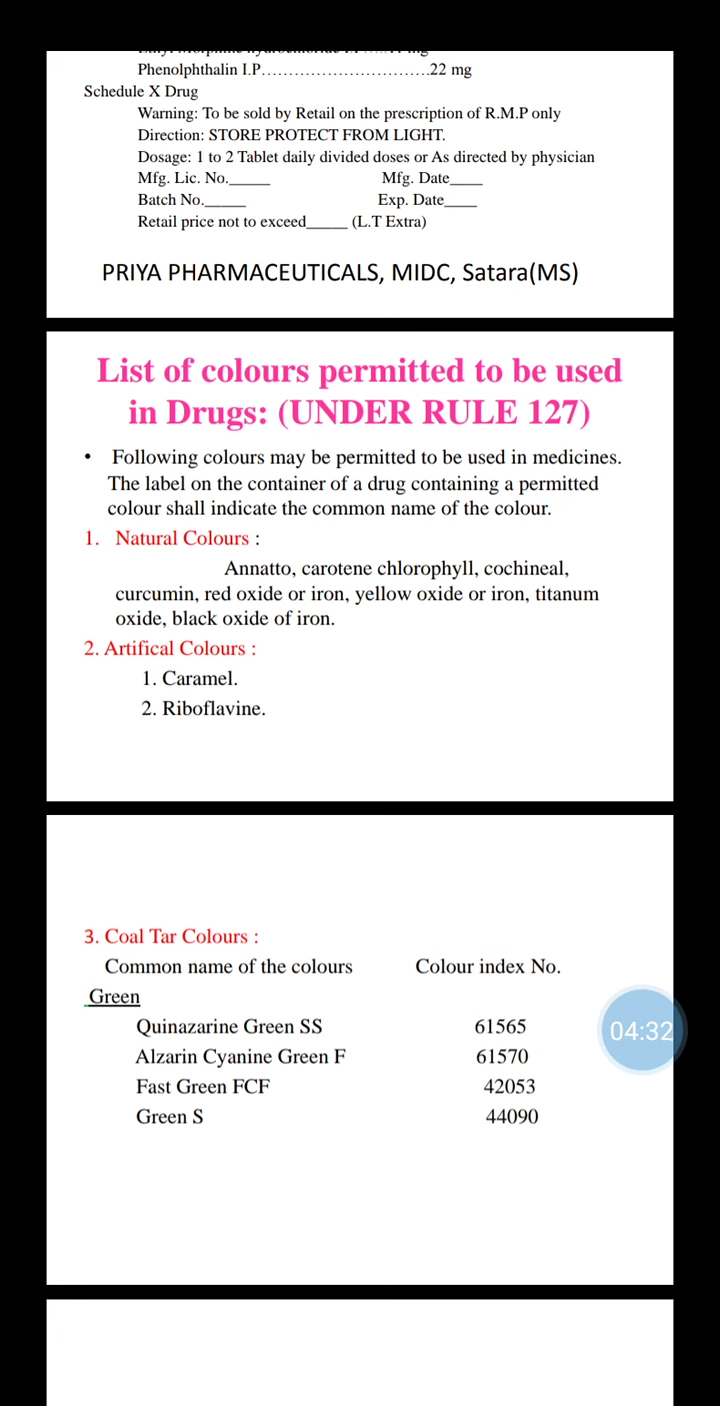 Phenolphthalin I.P..............................22 mg
Schedule X Drug
Warning: To be sold by Retail on the prescription of R.M.P only
Direction: STORE PROTECT FROM LIGHT.
Dosage: 1 to 2 Tablet daily divided doses or As directed by physician
Mfg. Lic. No._____ Mfg. Date____
Batch No._____ Exp. Date____
Retail price not to exceed_____ (L.T Extra)
PRIYA PHARMACEUTICALS, MIDC, Satara(MS)
List of colours permitted to be used
in Drugs: (UNDER RULE 127)
• Following colours may be permitted to be used in medicines.
The label on the container of a drug containing a permitted
colour shall indicate the common name of the colour.
1. Natural Colours :
Annatto, carotene chlorophyll, cochineal,
curcumin, red oxide or iron, yellow oxide or iron, titanum
oxide, black oxide of iron.
2. Artifical Colours :
1. Caramel.
2. Riboflavine.
3. Coal Tar Colours :
Common name of the colours Colour index No.
Green
Quinazarine Green SS 61565
04:32
Alzarin Cyanine Green F 61570
Fast Green FCF 42053
Green S 44090